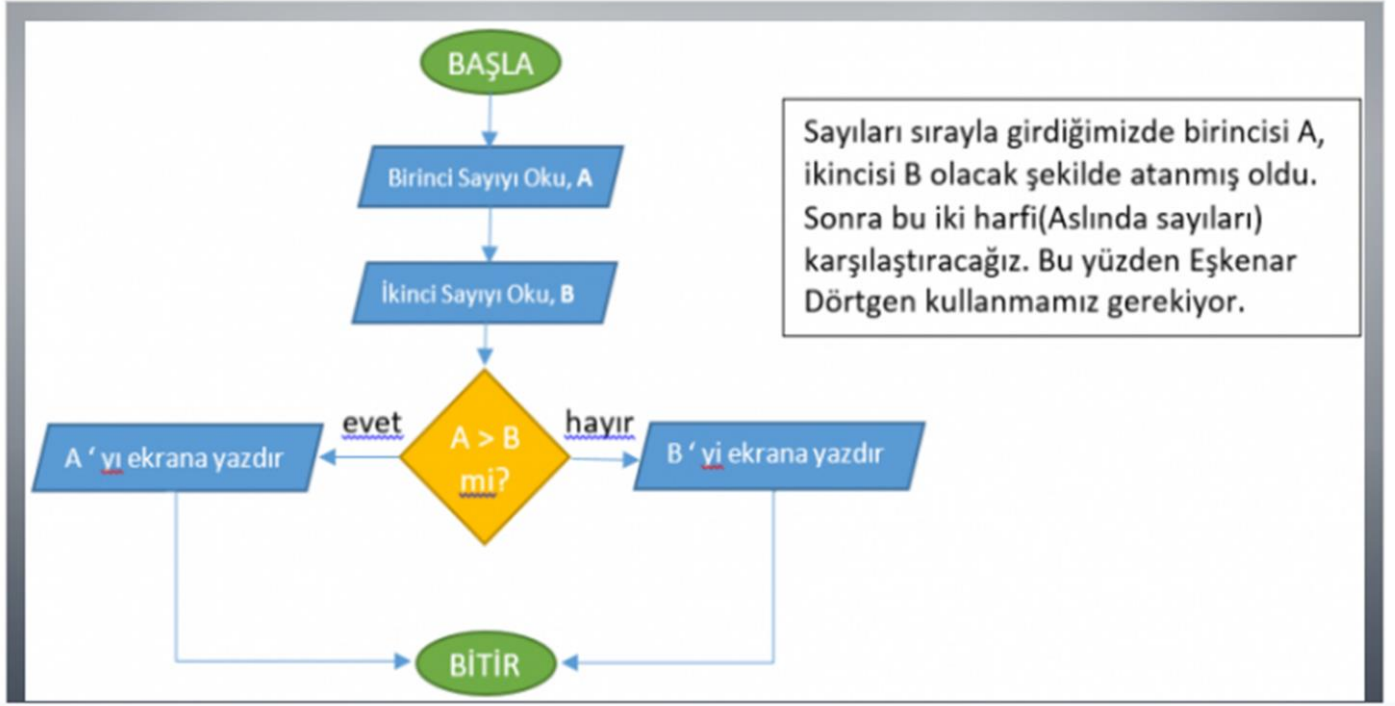 BAŞLA
Birinci Sayıyı Oku, A
İkinci Sayıyı Oku, B
A > B
mi?
evet
hayır
A ‘ yı ekrana yazdır
B ‘ yi ekrana yazdır
BİTİR
Sayıları sırayla girdiğimizde birincisi A,
ikincisi B olacak şekilde atanmış oldu.
Sonra bu iki harfi(Aslında sayıları)
karşılaştıracağız. Bu yüzden Eşkenar
Dörtgen kullanmamız gerekiyor.